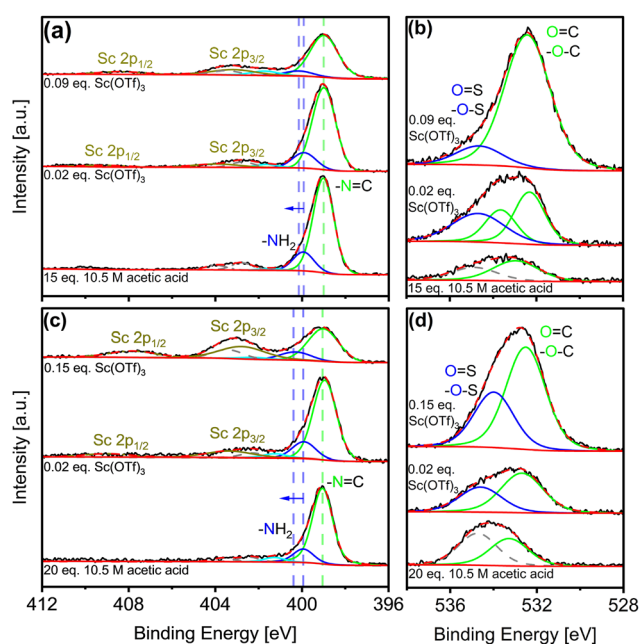 (a)
Sc 2p1/2
Sc 2p3/2
0.09 eq. Sc(OTf)3
Sc 2p1/2
Sc 2p3/2
0.02 eq. Sc(OTf)3
-N=C
-NH2
15 eq. 10.5 M acetic acid
Intensity [a.u.]
(b)
O=C
-O-C
O=S
-O-S
0.09 eq.
Sc(OTf)3
0.02 eq.
Sc(OTf)3
15 eq. 10.5 M acetic acid
(c)
Sc 2p1/2
Sc 2p3/2
0.15 eq. Sc(OTf)3
Sc 2p1/2
Sc 2p3/2
0.02 eq. Sc(OTf)3
-N=C
-NH2
20 eq. 10.5 M acetic acid
Intensity [a.u.]
412 408 404 400 396
Binding Energy [eV]
(d)
O=C
-O-C
O=S
-O-S
0.15 eq.
Sc(OTf)3
0.02 eq.
Sc(OTf)3
20 eq. 10.5 M acetic acid
536 532 528
Binding Energy [eV]